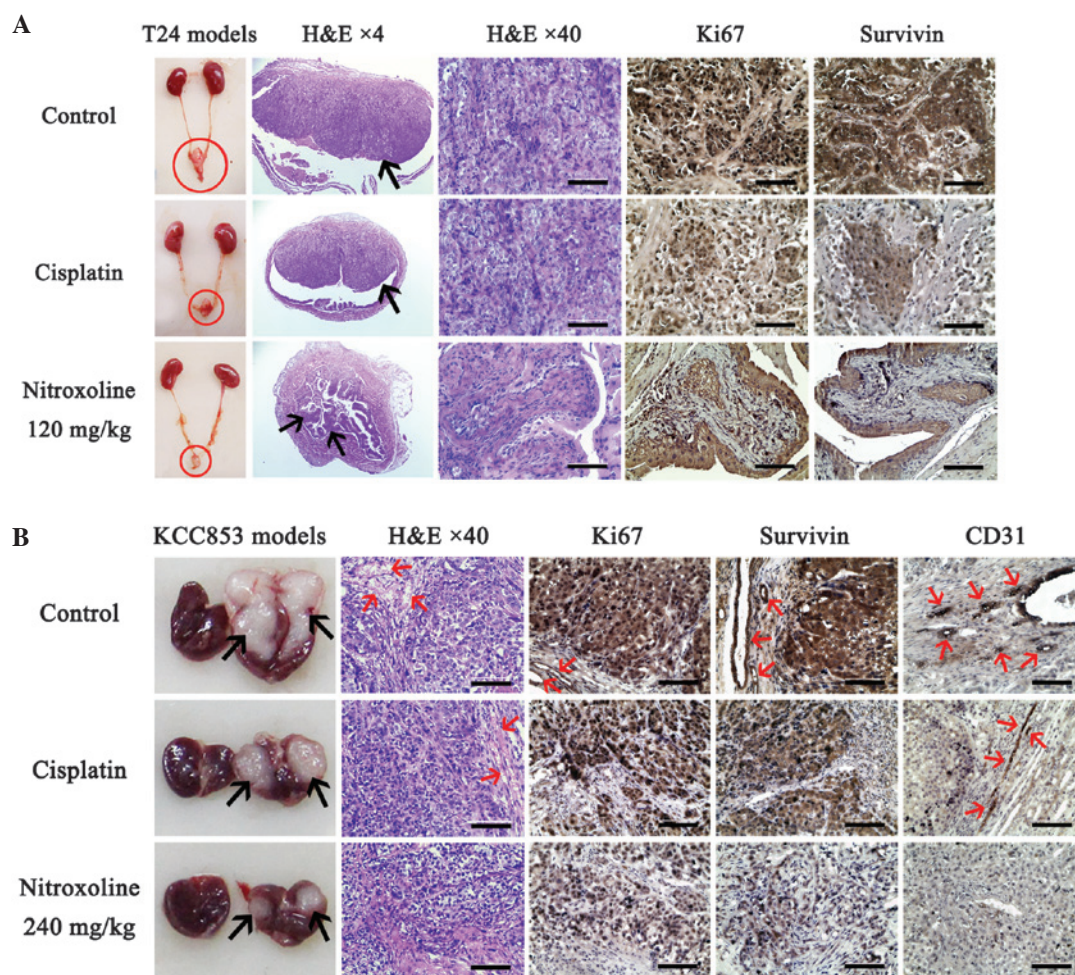 A
T24 models H&E ×4 H&E ×40 Ki67 Survivin
Control
Cisplatin
Nitroxoline
120 mg/kg
B
KCC853 models H&E ×40 Ki67 Survivin CD31
Control
Cisplatin
Nitroxoline
240 mg/kg